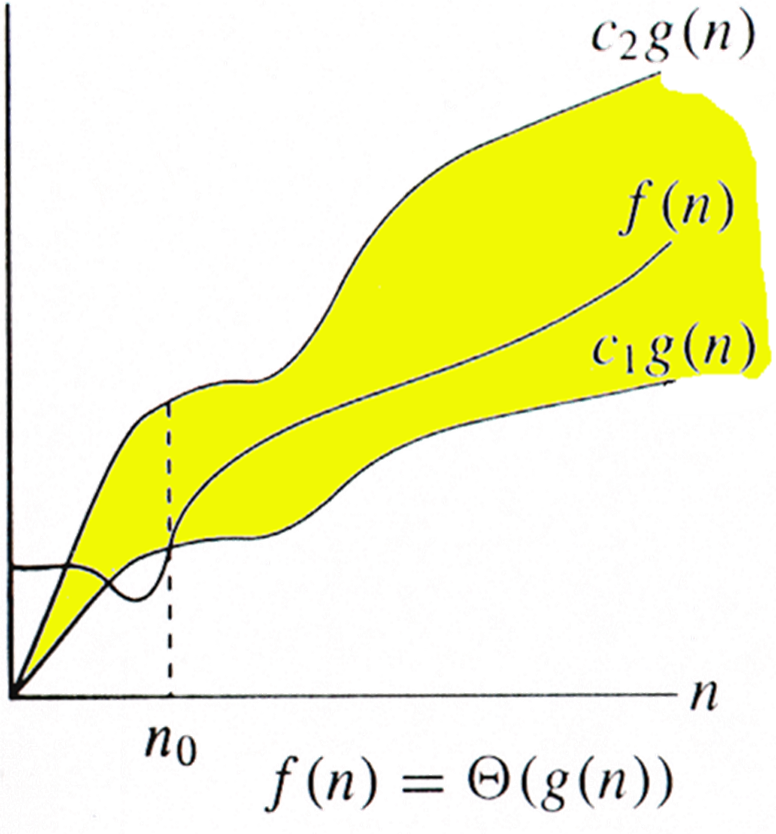 c₂g(n)
f(n)
c₁g(n)
n
n₀
f(n) = Θ(g(n))